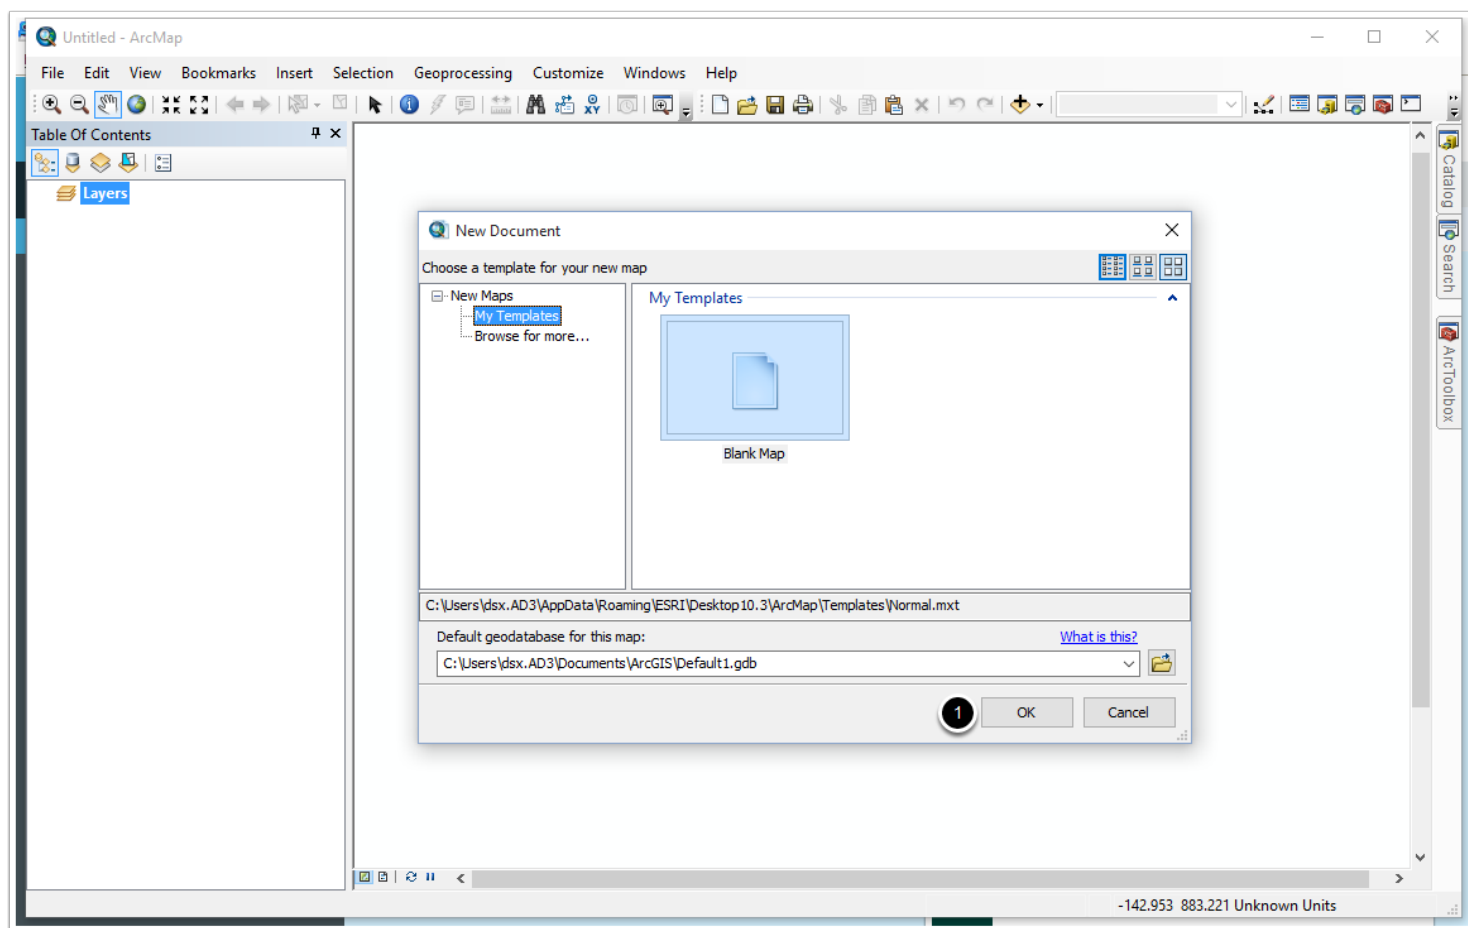 Untitled - ArcMap
File Edit View Bookmarks Insert Selection Geoprocessing Customize Windows Help
Table Of Contents
Layers
New Document
Choose a template for your new map
New Maps
My Templates
Browse for more...
My Templates
Blank Map
C:\Users\dsx.AD3\AppData\Roaming\ESRI\Desktop10.3\ArcMap\Templates\Normal.mxt
Default geodatabase for this map:
What is this?
C:\Users\dsx.AD3\Documents\ArcGIS\Default1.gdb
1
OK
Cancel
Catalog
Search
ArcToolbox
-142.953 883.221 Unknown Units